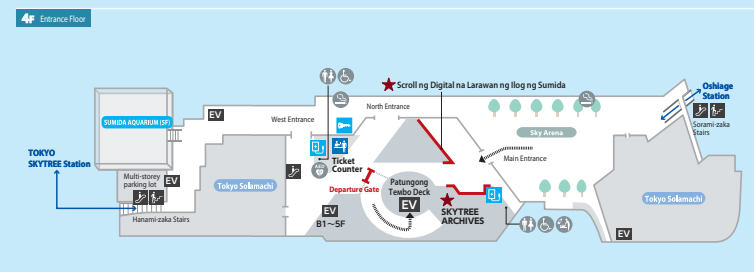 4F Entrance Floor
Scroll ng Digital na Larawan ng Ilog ng Sumida
Oshiage
Station
EV
SUMIDA AQUARIUM (5F)
West Entrance
North Entrance
Sky Arena
Sorami-zaka
Stairs
TOKYO
SKYTREE Station
Multi-storey
parking lot
EV
Tokyo Solamachi
AED
Ticket
Counter
Main Entrance
Departure Gate
Patungong
Tembo Deck
EV
Tokyo Solamachi
Hanami-zaka Stairs
EV
B1～5F
SKYTREE
ARCHIVES
EV